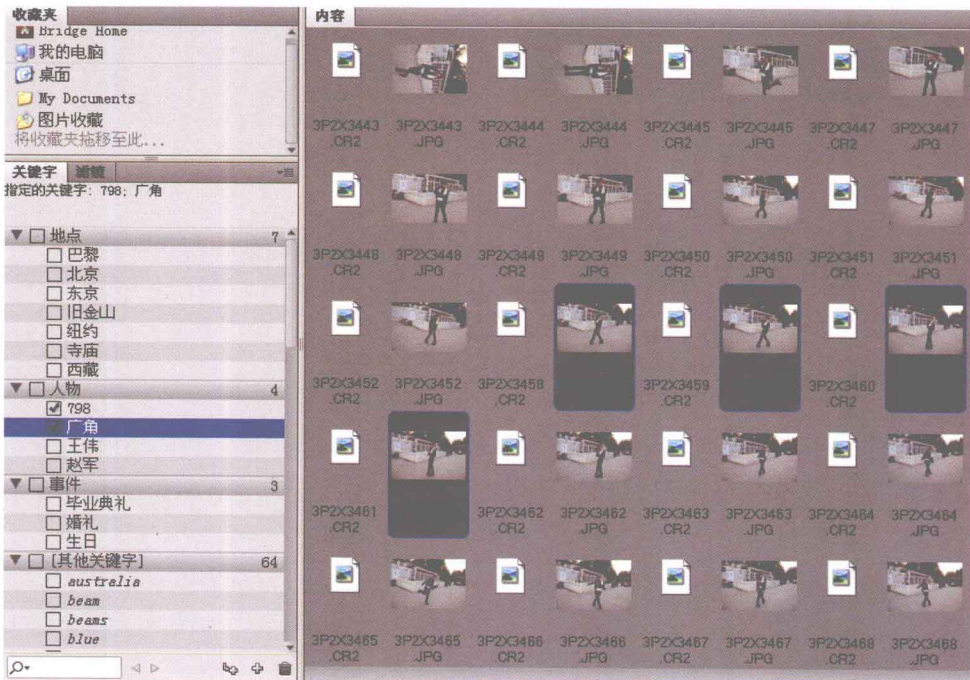 收藏夹
Bridge Home
我的电脑
桌面
My Documents
图片收藏
将收藏夹拖移至此...
关键字 滤镜
指定的关键字: 798; 广角
地点 7
巴黎
北京
东京
旧金山
纽约
寺庙
西藏
人物 4
798
广角
王伟
赵军
事件 3
毕业典礼
婚礼
生日
[其他关键字] 64
australia
beam
beams
blue
内容
3P2X3443 3P2X3443 3P2X3444 3P2X3444 3P2X3445 3P2X3445 3P2X3447 3P2X3447
.CR2 .JPG .CR2 .JPG .CR2 .JPG .CR2 .JPG
3P2X3448 3P2X3448 3P2X3449 3P2X3449 3P2X3450 3P2X3450 3P2X3451 3P2X3451
.CR2 .JPG .CR2 .JPG .CR2 .JPG .CR2 .JPG
3P2X3452 3P2X3452 3P2X3458 3P2X3459 3P2X3460
.CR2 .JPG .CR2 .CR2 .CR2
3P2X3461 3P2X3462 3P2X3462 3P2X3463 3P2X3463 3P2X3464 3P2X3464
.CR2 .CR2 .JPG .CR2 .JPG .CR2 .JPG
3P2X3465 3P2X3465 3P2X3466 3P2X3466 3P2X3467 3P2X3467 3P2X3468 3P2X3468
.CR2 .JPG .CR2 .JPG .CR2 .JPG .CR2 .JPG